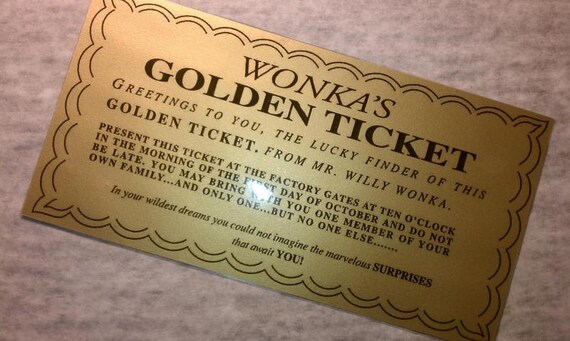 WONKA'S
GOLDEN TICKET
GREETINGS TO YOU, THE LUCKY FINDER OF THIS
GOLDEN TICKET, FROM MR. WILLY WONKA.
PRESENT THIS TICKET AT THE FACTORY GATES AT TEN O'CLOCK
IN THE MORNING OF THE FIRST DAY OF OCTOBER AND DO NOT
BE LATE. YOU MAY BRING WITH YOU ONE MEMBER OF YOUR
OWN FAMILY...AND ONLY ONE...BUT NO ONE ELSE........
In your wildest dreams you could not imagine the marvelous SURPRISES
that await YOU!